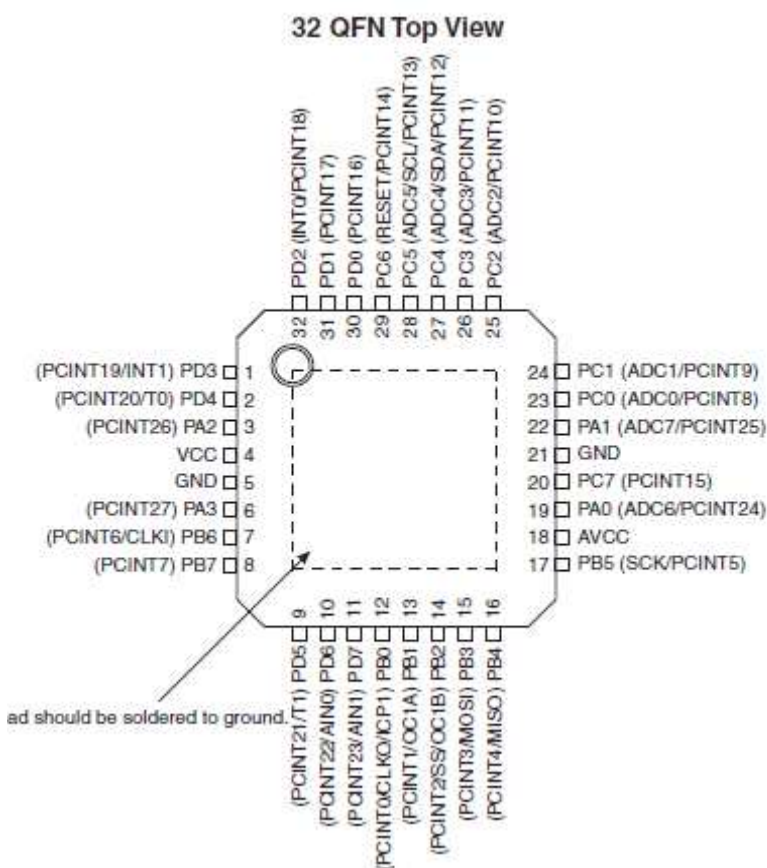 32 QFN Top View
PD2 (INT0/PCINT18)
PD1 (PCINT17)
PD0 (PCINT16)
PC6 (RESET/PCINT14)
PC5 (ADC5/SCL/PCINT13)
PC4 (ADC4/SDA/PCINT12)
PC3 (ADC3/PCINT11)
PC2 (ADC2/PCINT10)
32
31
30
29
28
27
26
25
(PCINT19/INT1) PD3 1
(PCINT20/T0) PD4 2
(PCINT26) PA2 3
VCC 4
GND 5
(PCINT27) PA3 6
(PCINT6/CLKI) PB6 7
(PCINT7) PB7 8
24 PC1 (ADC1/PCINT9)
23 PC0 (ADC0/PCINT8)
22 PA1 (ADC7/PCINT25)
21 GND
20 PC7 (PCINT15)
19 PA0 (ADC6/PCINT24)
18 AVCC
17 PB5 (SCK/PCINT5)
9
10
11
12
13
14
15
16
ad should be soldered to ground.
(PCINT21/T1) PD5
(PCINT22/AIN0) PD6
(PCINT23/AIN1) PD7
(PCINT0/CLKO/ICP1) PB0
(PCINT1/OC1A) PB1
(PCINT2/SS/OC1B) PB2
(PCINT3/MOSI) PB3
(PCINT4/MISO) PB4